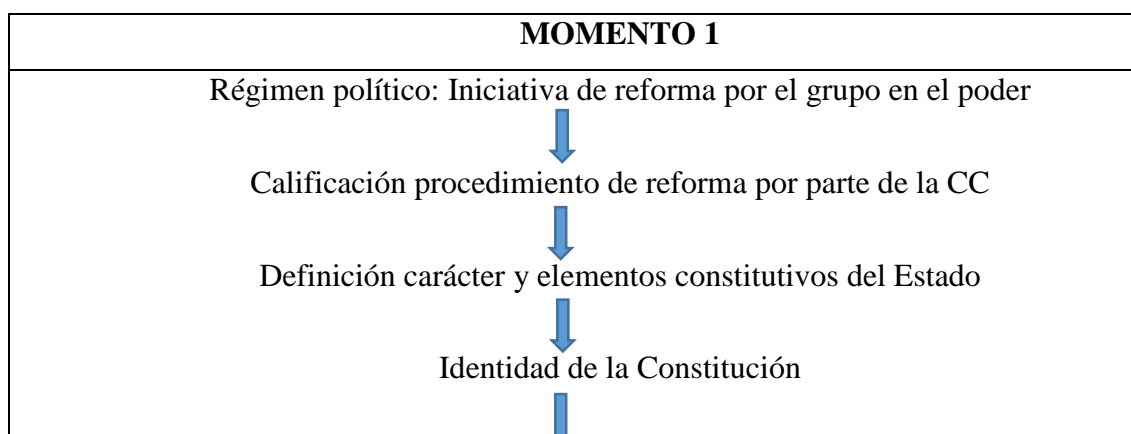 MOMENTO 1
Régimen político: Iniciativa de reforma por el grupo en el poder
Calificación procedimiento de reforma por parte de la CC
Definición carácter y elementos constitutivos del Estado
Identidad de la Constitución